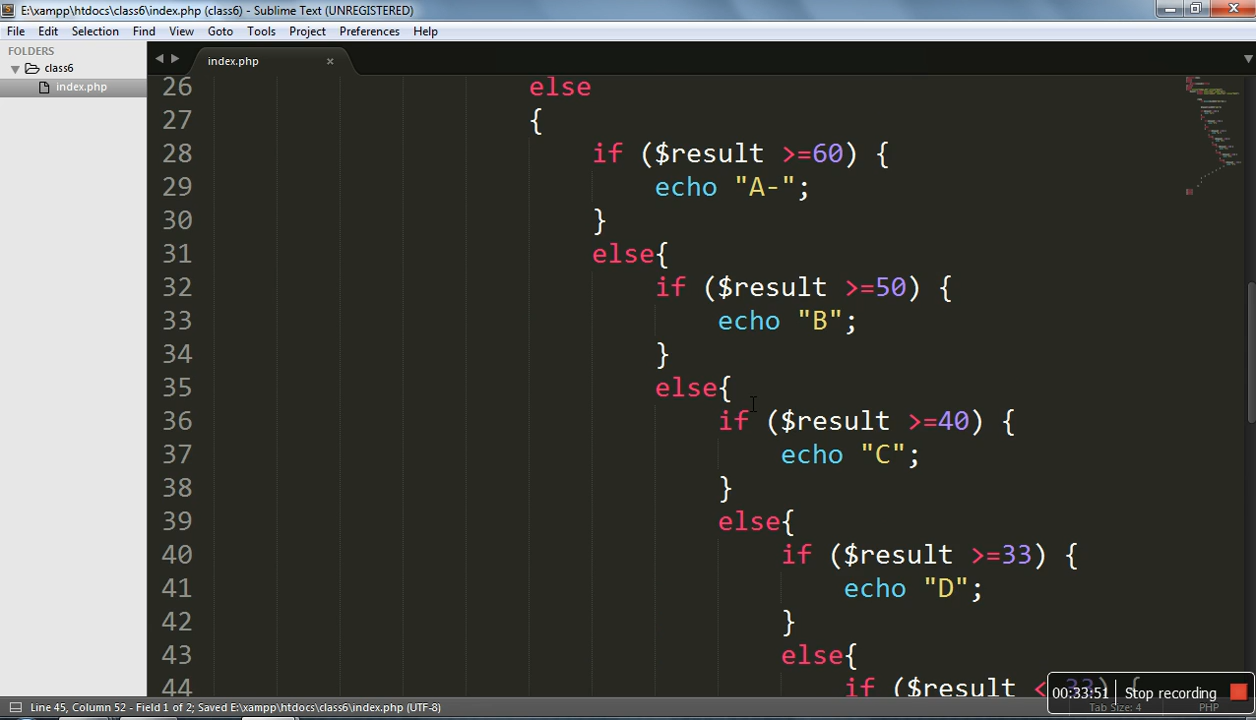 E:\xampp\htdocs\class6\index.php (class6) - Sublime Text (UNREGISTERED)
File Edit Selection Find View Goto Tools Project Preferences Help
FOLDERS
class6
index.php
index.php ×
26 else
27 {
28 if ($result >=60) {
29 echo "A-";
30 }
31 else{
32 if ($result >=50) {
33 echo "B";
34 }
35 else{
36 if ($result >=40) {
37 echo "C";
38 }
39 else{
40 if ($result >=33) {
41 echo "D";
42 }
43 else{
44 if ($result < 33) {
00:33:51 Stop recording
Line 45, Column 52 - Field 1 of 2; Saved E:\xampp\htdocs\class6\index.php (UTF-8) Tab Size: 4 PHP